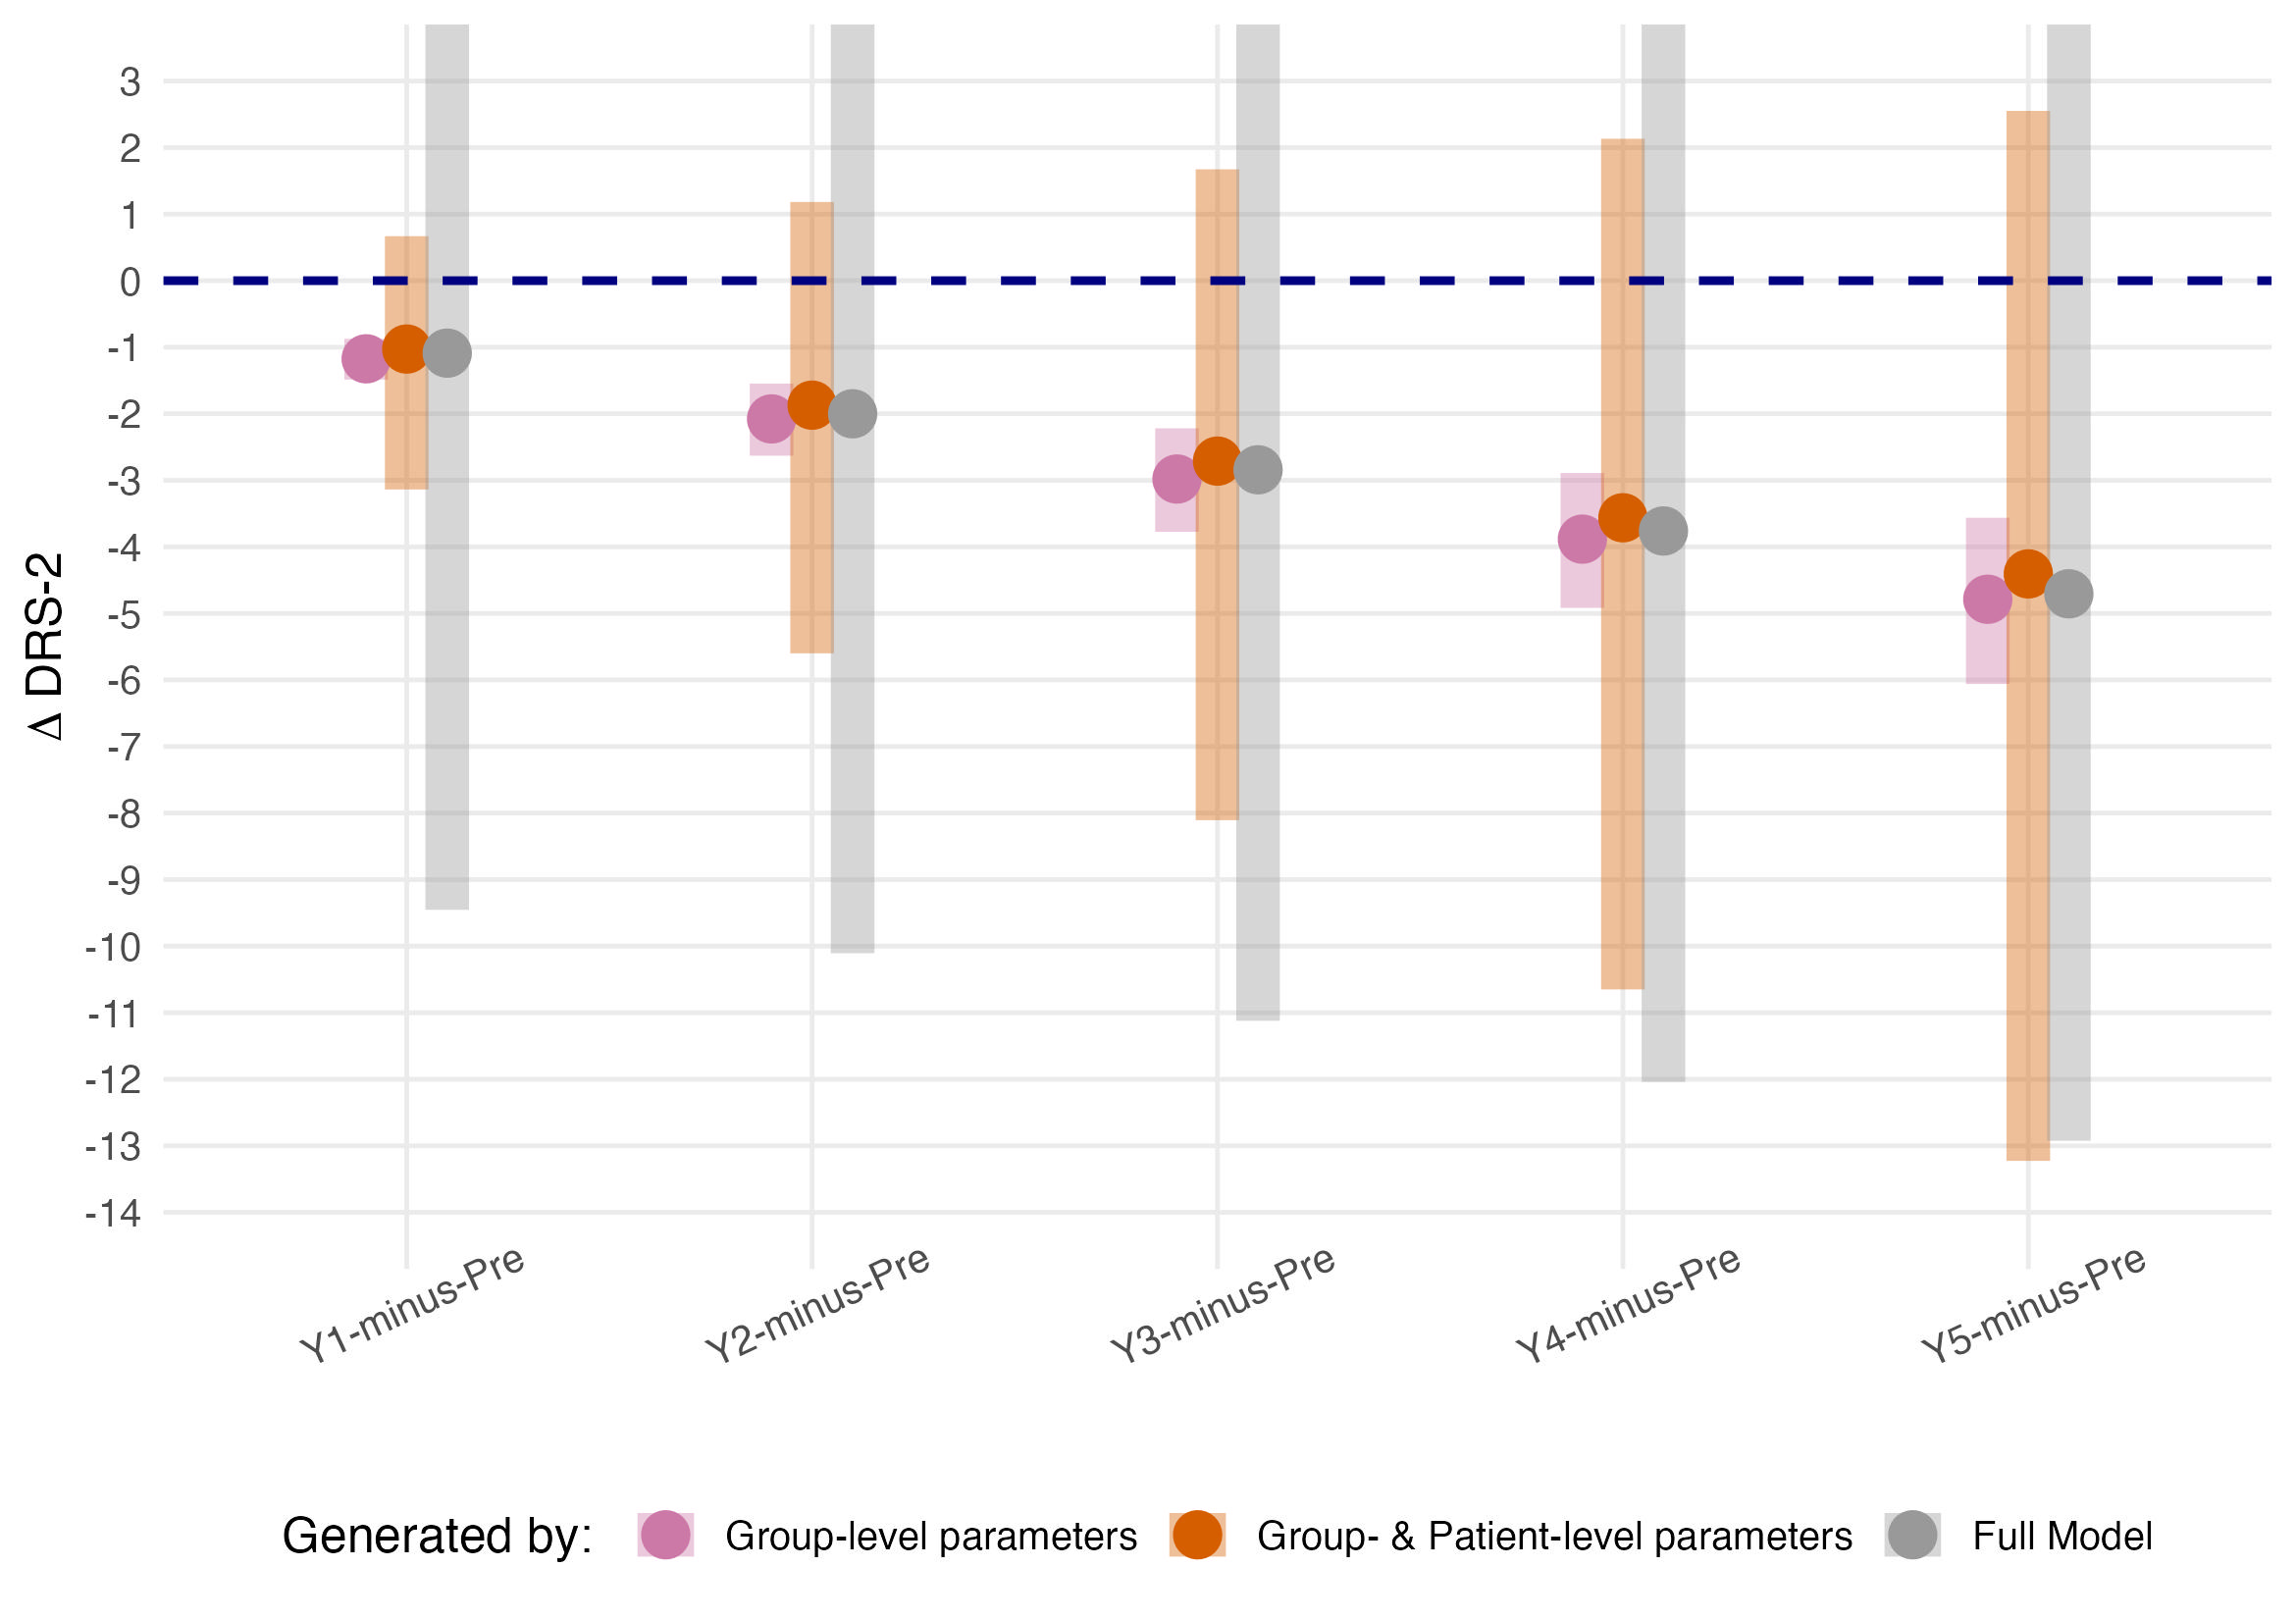 3
2
1
0
-1
-2
-3
-4
-5
-6
-7
-8
-9
-10
-11
-12
-13
-14
Δ DRS-2
Y1-minus-Pre
Y2-minus-Pre
Y3-minus-Pre
Y4-minus-Pre
Y5-minus-Pre
Generated by: Group-level parameters Group- & Patient-level parameters Full Model